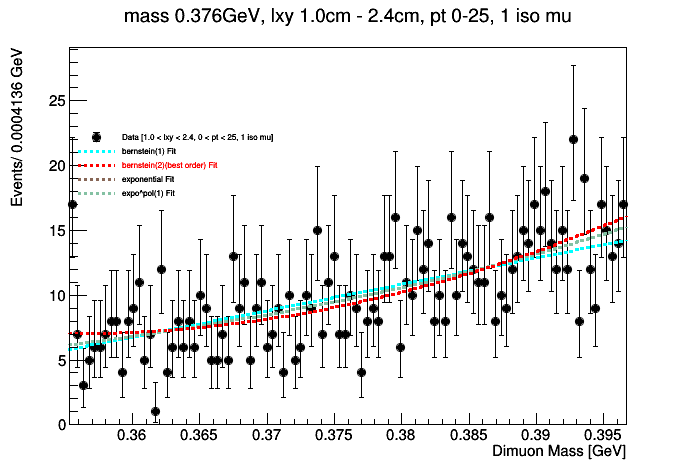 mass 0.376GeV, lxy 1.0cm - 2.4cm, pt 0-25, 1 iso mu
Events/ 0.0004136 GeV
25
20
15
10
5
0
Data [1.0 < lxy < 2.4, 0 < pt < 25, 1 iso mu]
bernstein(1) Fit
bernstein(2)(best order) Fit
exponential Fit
expo*pol(1) Fit
0.36 0.365 0.37 0.375 0.38 0.385 0.39 0.395
Dimuon Mass [GeV]